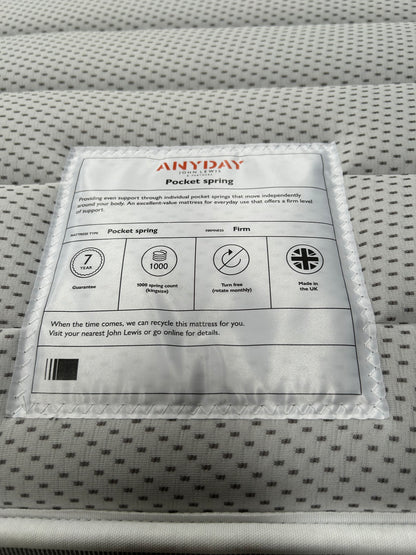 ANYDAY
JOHN LEWIS
& PARTNERS
Pocket spring
Providing even support through individual pocket springs that move independently
around your body. An excellent-value mattress for everyday use that offers a firm level
of support.
MATTRESS TYPE Pocket spring FIRMNESS Firm
7
YEAR
1000
Guarantee
1000 spring count
(kingsize)
Turn free
(rotate monthly)
Made in
the UK
When the time comes, we can recycle this mattress for you.
Visit your nearest John Lewis or go online for details.